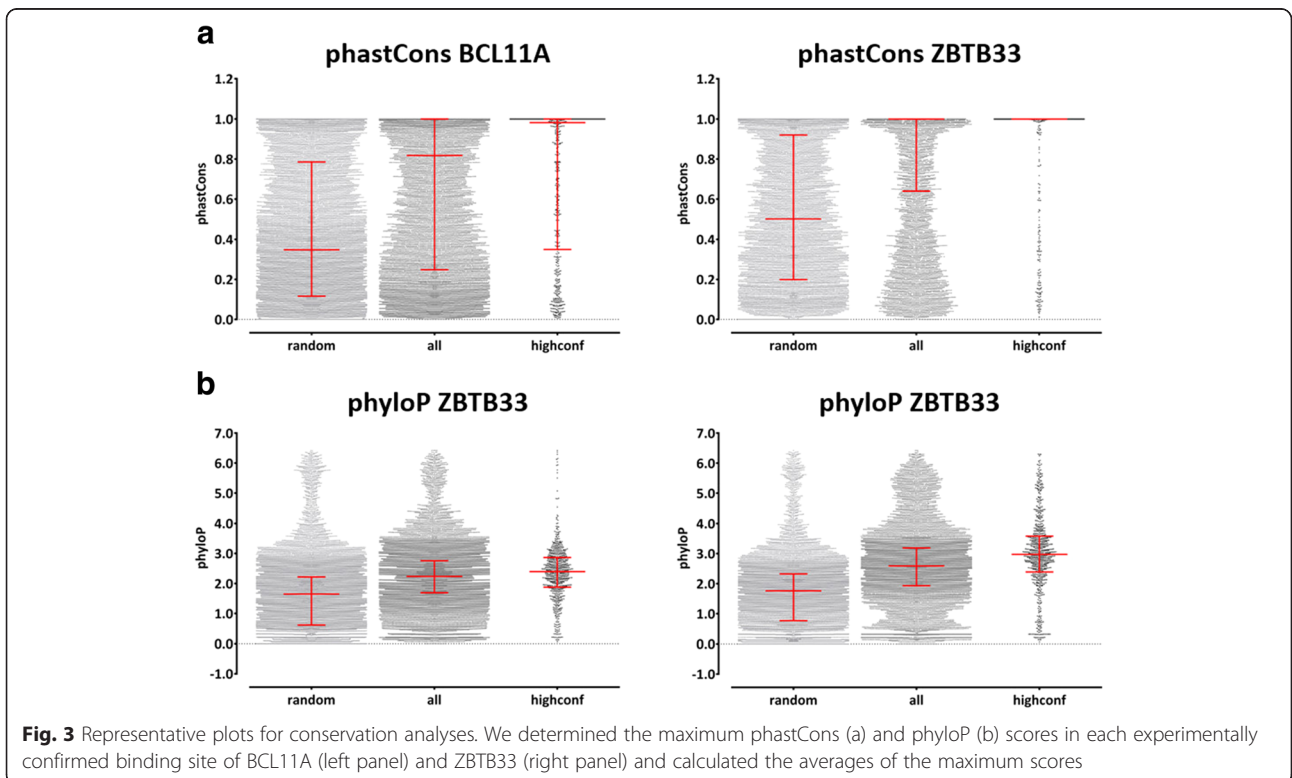 a
phastCons BCL11A
phastCons ZBTB33
1.2
1.0
0.8
0.6
0.4
0.2
0.0
phastCons
random all highconf
1.2
1.0
0.8
0.6
0.4
0.2
0.0
phastCons
random all highconf
b
phyloP ZBTB33
phyloP ZBTB33
7.0
6.0
5.0
4.0
3.0
2.0
1.0
0.0
-1.0
phyloP
random all highconf
7.0
6.0
5.0
4.0
3.0
2.0
1.0
0.0
-1.0
phyloP
random all highconf
Fig. 3 Representative plots for conservation analyses. We determined the maximum phastCons (a) and phyloP (b) scores in each experimentally
confirmed binding site of BCL11A (left panel) and ZBTB33 (right panel) and calculated the averages of the maximum scores